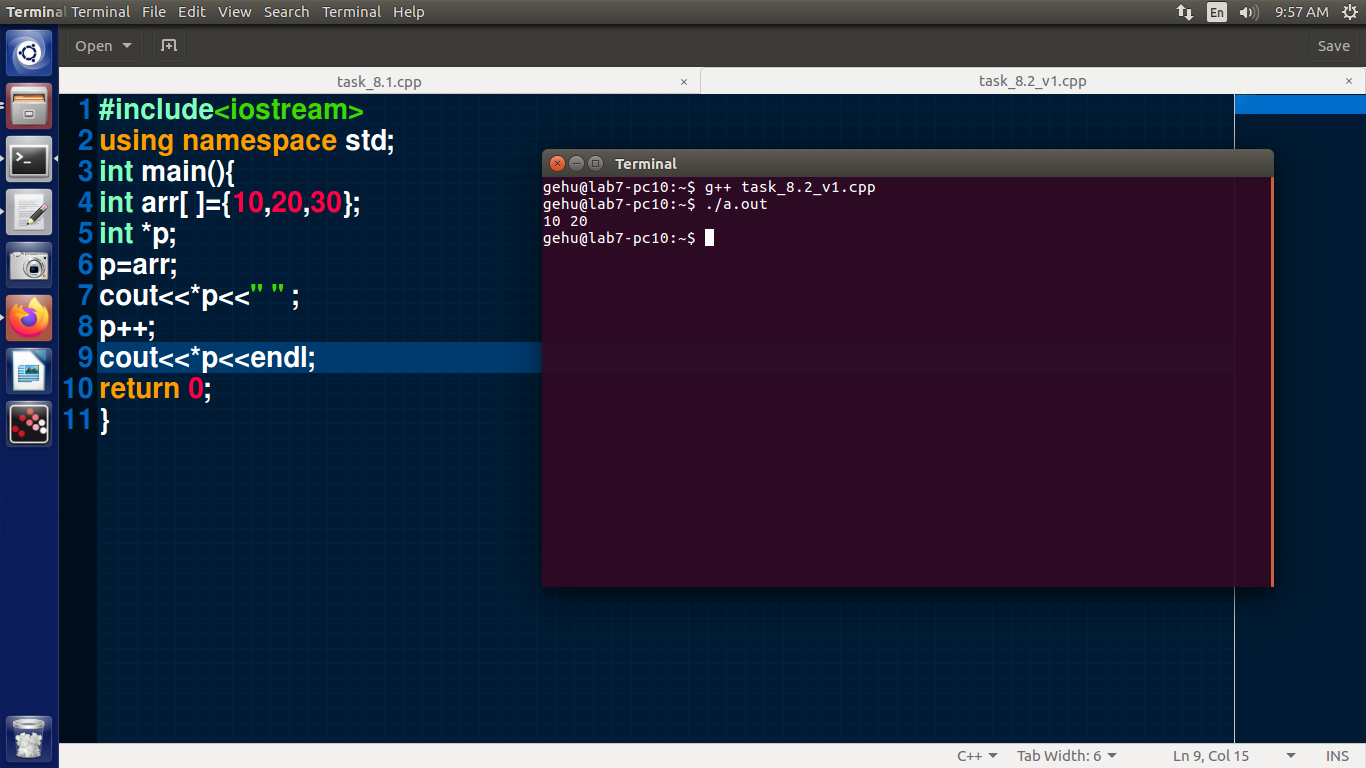 Terminal Terminal File Edit View Search Terminal Help En 9:57 AM
Open Save
task_8.1.cpp × task_8.2_v1.cpp ×
1 #include<iostream>
2 using namespace std;
3 int main(){
4 int arr[ ]={10,20,30};
5 int *p;
6 p=arr;
7 cout<<*p<<" " ;
8 p++;
9 cout<<*p<<endl;
10 return 0;
11 }
Terminal
gehu@lab7-pc10:~$ g++ task_8.2_v1.cpp
gehu@lab7-pc10:~$ ./a.out
10 20
gehu@lab7-pc10:~$
C++ Tab Width: 6 Ln 9, Col 15 INS